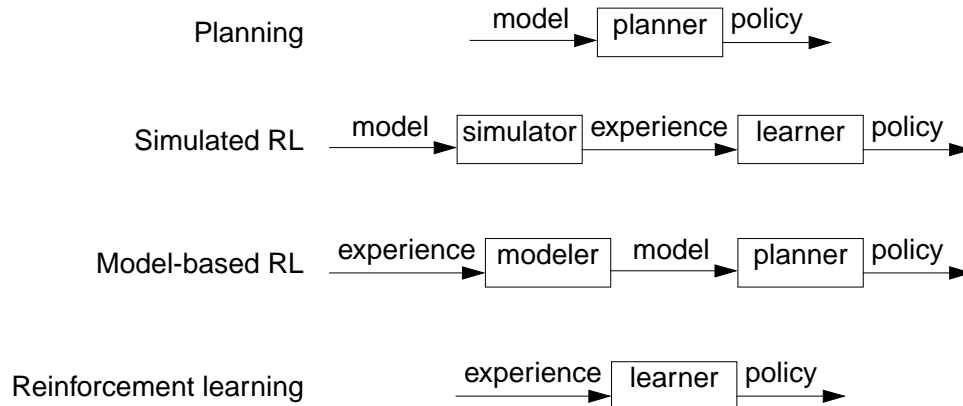 Planning model planner policy
Simulated RL model simulator experience learner policy
Model-based RL experience modeler model planner policy
Reinforcement learning experience learner policy